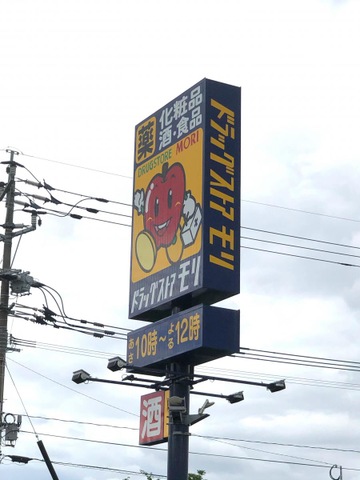 薬
化粧品
酒・食品
DRUGSTORE MORI
ドラッグストア モリ
ドラッグストア モリ
あさ10時〜よる12時
酒